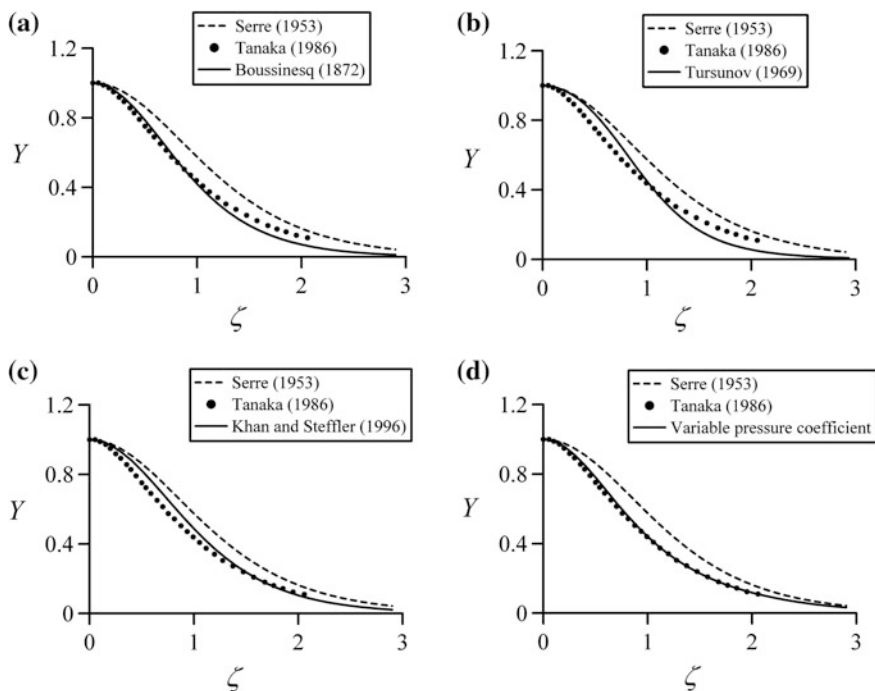 (a)
Serre (1953)
Tanaka (1986)
Boussinesq (1872)
1.2
0.8
Y
0.4
0
0 1 2 3
ζ
(b)
Serre (1953)
Tanaka (1986)
Tursunov (1969)
1.2
0.8
Y
0.4
0
0 1 2 3
ζ
(c)
Serre (1953)
Tanaka (1986)
Khan and Steffler (1996)
1.2
0.8
Y
0.4
0
0 1 2 3
ζ
(d)
Serre (1953)
Tanaka (1986)
Variable pressure coefficient
1.2
0.8
Y
0.4
0
0 1 2 3
ζ